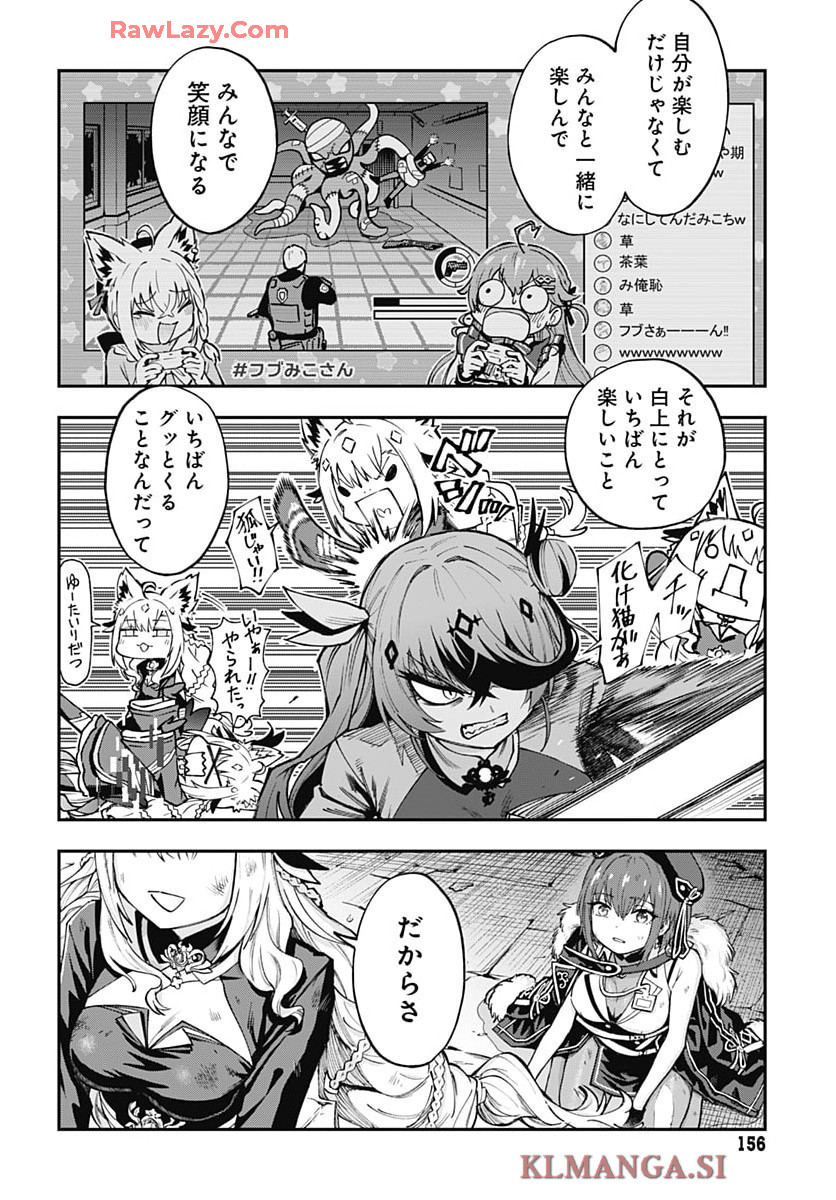 RawLazy.Com
自分が楽しむ
だけじゃなくて
みんなと一緒に
楽しんで
みんなで
笑顔になる
や期
w
なにしてんだみこちw
草
茶葉
み俺恥
草
フブさぁーーーん!!
wwwwwwwwww
#フブみこさん
それが
白上にとって
いちばん
楽しいこと
いちばん
グッとくる
ことなんだって
狐じゃい!!
化け猫がぁ
ゆーたいりだつ
いやぁー!!
やられたっ
だからさ
156
KLMANGA.SI